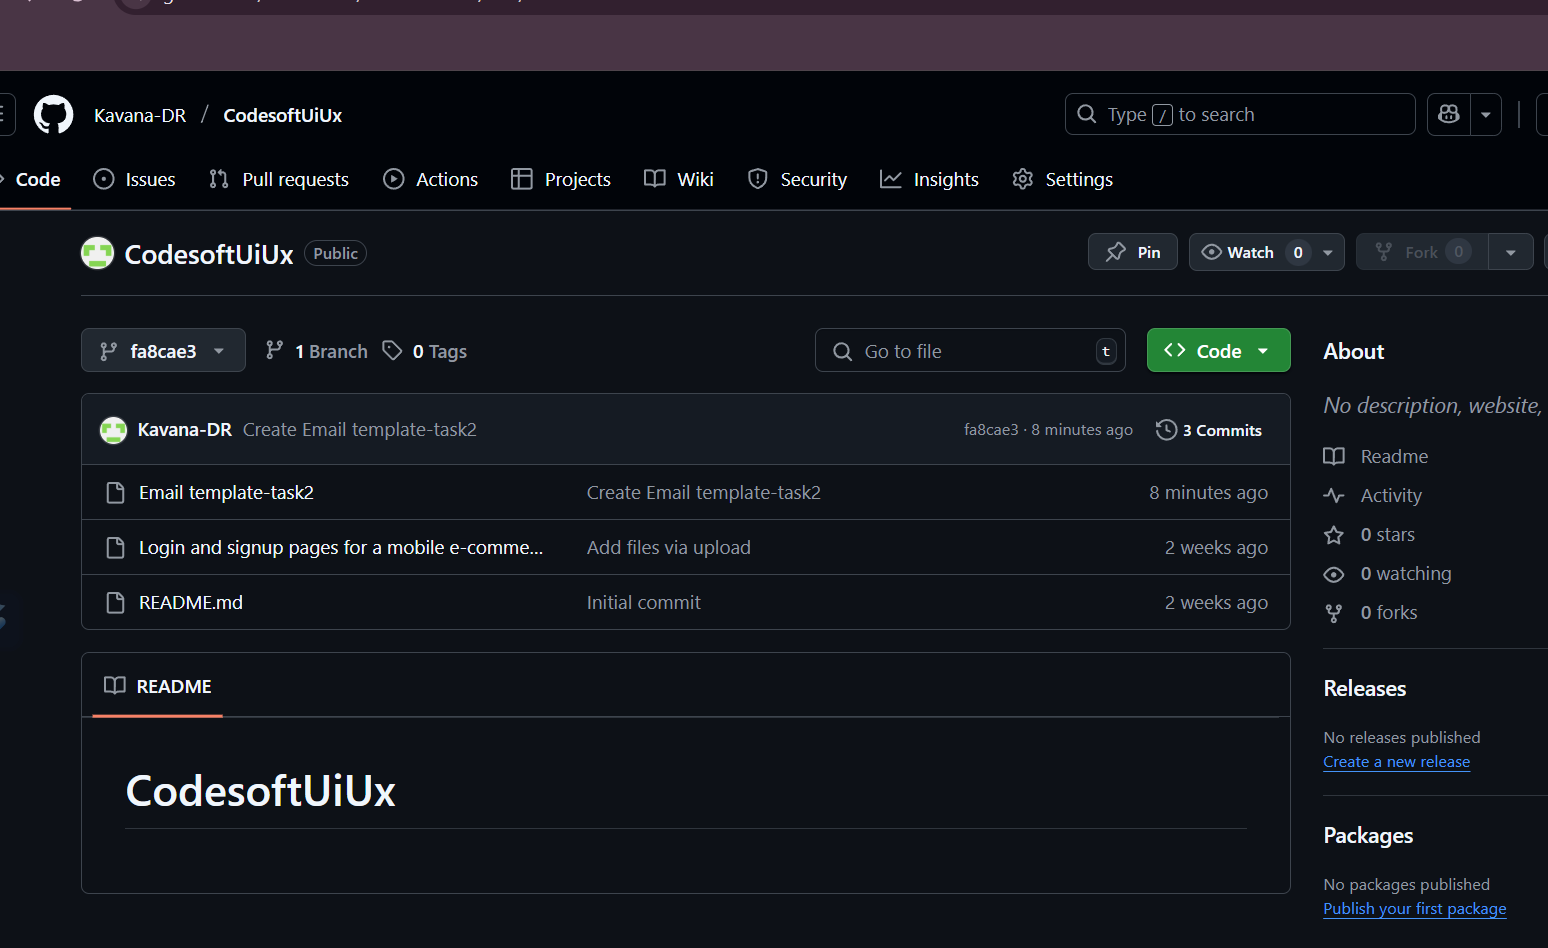 Kavana-DR / CodesoftUiUx
Type / to search
Code Issues Pull requests Actions Projects Wiki Security Insights Settings
CodesoftUiUx Public
Pin Watch 0 Fork 0
fa8cae3 1 Branch 0 Tags
Go to file t
Code
Kavana-DR Create Email template-task2 fa8cae3 · 8 minutes ago 3 Commits
Email template-task2 Create Email template-task2 8 minutes ago
Login and signup pages for a mobile e-comme... Add files via upload 2 weeks ago
README.md Initial commit 2 weeks ago
README
CodesoftUiUx
About
No description, website,
Readme
Activity
0 stars
0 watching
0 forks
Releases
No releases published
Create a new release
Packages
No packages published
Publish your first package